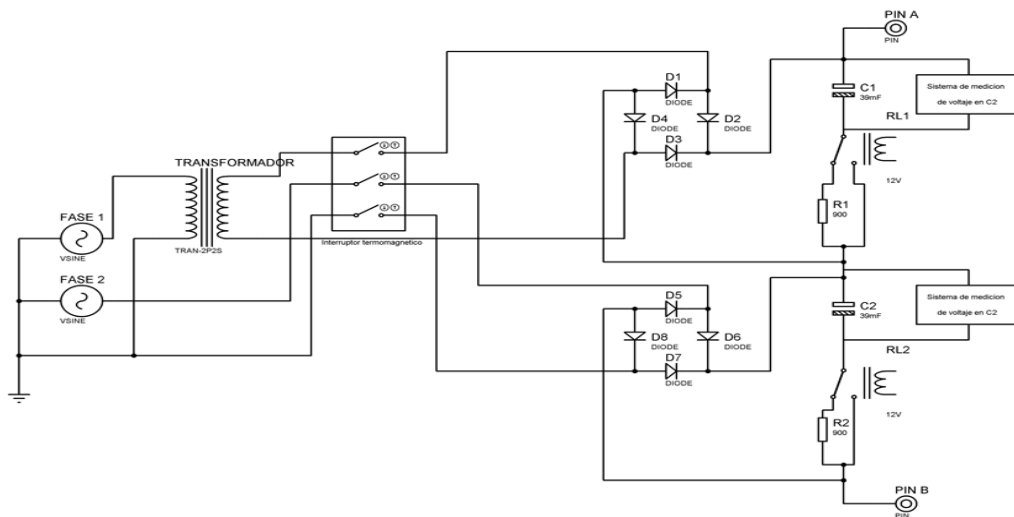 PIN A
PIN
C1
39mF
Sistema de medicion
de voltaje en C2
RL1
12V
R1
900
D1
DIODE
D4
DIODE
D2
DIODE
D3
DIODE
TRANSFORMADOR
TRAN-2P2S
FASE 1
VSINE
FASE 2
VSINE
Interruptor termomagnetico
D5
DIODE
D8
DIODE
D6
DIODE
D7
DIODE
C2
39mF
Sistema de medicion
de voltaje en C2
RL2
12V
R2
900
PIN B
PIN